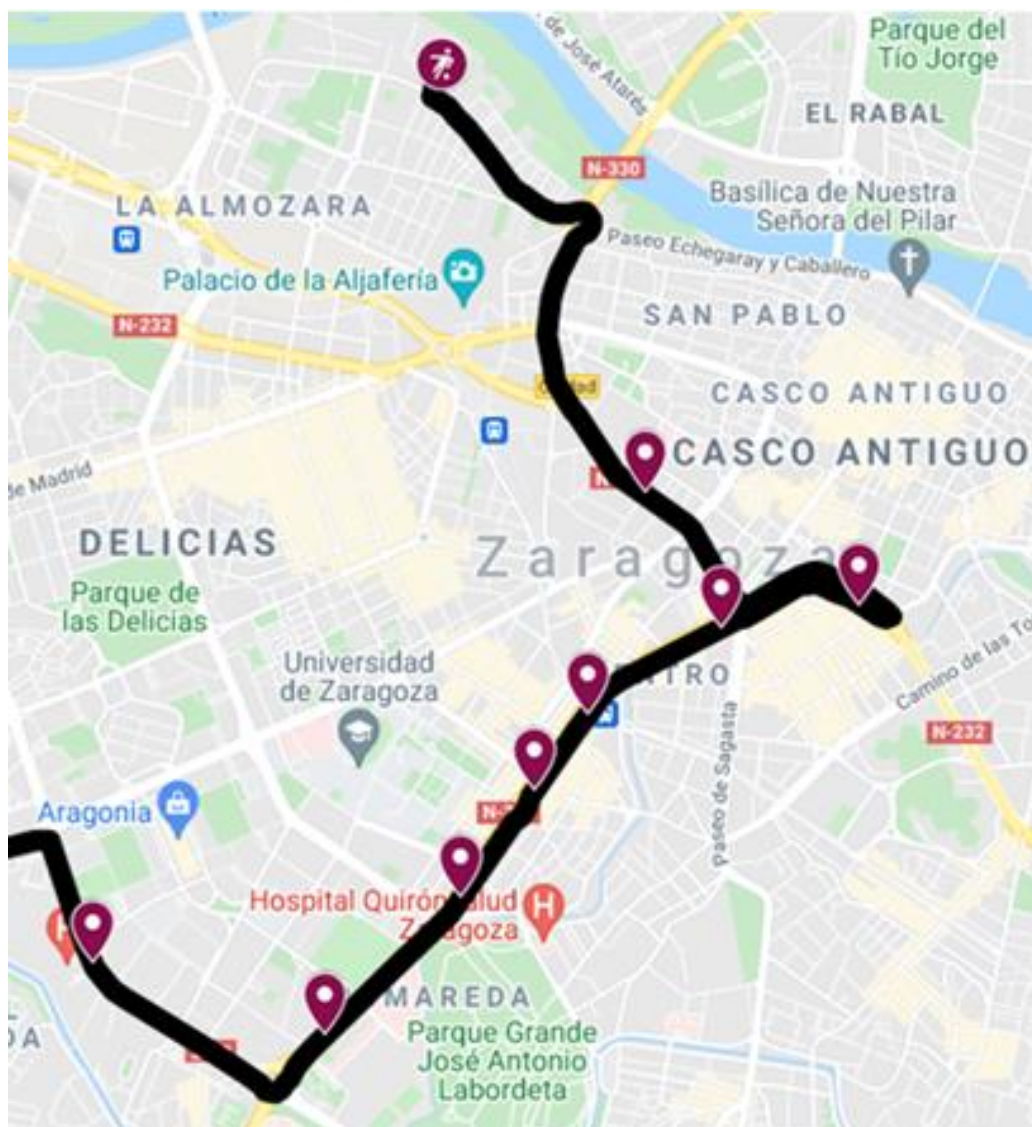 Parque del
Tío Jorge
de José Atarés
EL RABAL
N-330
Basílica de Nuestra
Señora del Pilar
LA ALMOZARA
Paseo Echegaray y Caballero
Palacio de la Aljafería
SAN PABLO
N-232
CASCO ANTIGUO
CASCO ANTIGUO
de Madrid
DELICIAS
Zaragoza
Parque de
las Delicias
Universidad
de Zaragoza
Camino de las
N-232
Paseo de Sagasta
Aragonia
Hospital Quirónsalud
Zaragoza
MAREDA
Parque Grande
José Antonio
Labordeta